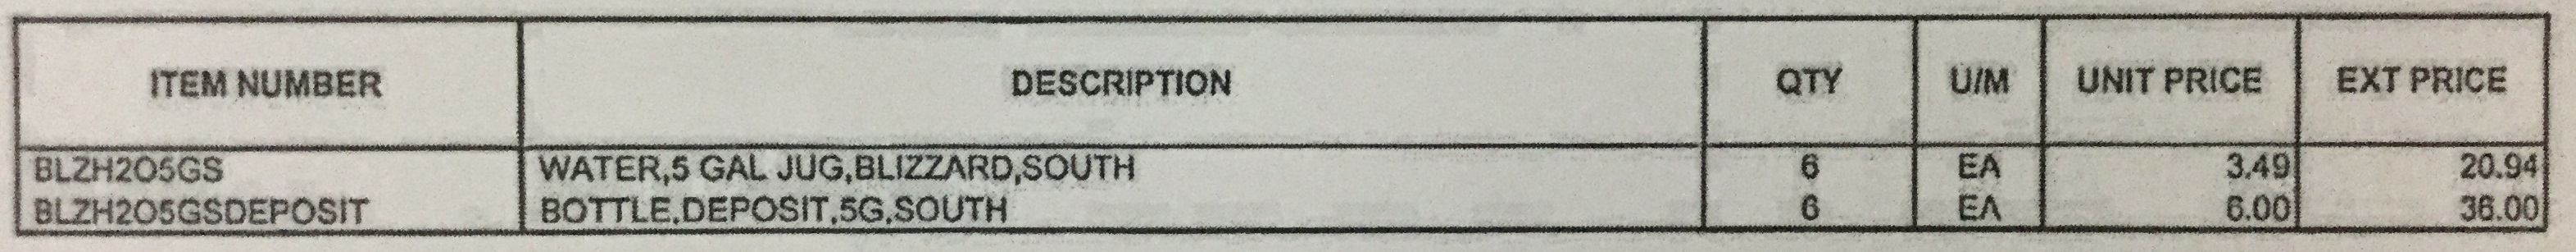 ITEM NUMBER DESCRIPTION QTY U/M UNIT PRICE EXT PRICE
BLZH2O5GS WATER,5 GAL JUG,BLIZZARD,SOUTH 6 EA 3.49 20.94
BLZH2O5GSDEPOSIT BOTTLE,DEPOSIT,5G,SOUTH 6 EA 6.00 36.00